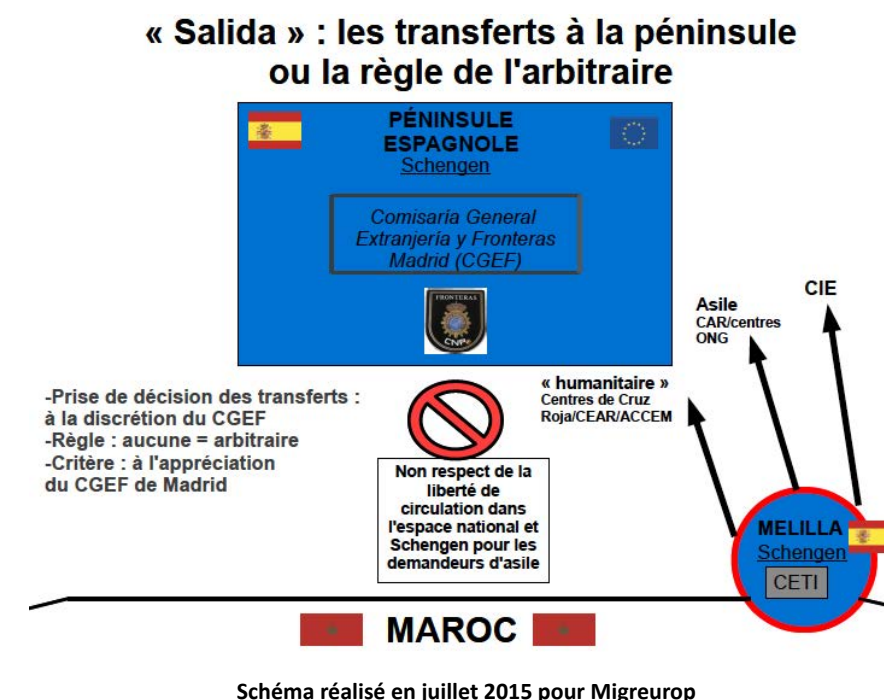 « Salida » : les transferts à la péninsule
ou la règle de l'arbitraire
PÉNINSULE
ESPAGNOLE
Schengen
Comisaría General
Extranjería y Fronteras
Madrid (CGEF)
FRONTERAS
CNP
« humanitaire »
Centres de Cruz
Roja/CEAR/ACCEM
Asile
CAR/centres
ONG
CIE
-Prise de décision des transferts :
à la discrétion du CGEF
-Règle : aucune = arbitraire
-Critère : à l'appréciation
du CGEF de Madrid
Non respect de la
liberté de
circulation dans
l'espace national et
Schengen pour les
demandeurs d'asile
MELILLA
Schengen
CETI
MAROC
Schéma réalisé en juillet 2015 pour Migreurop